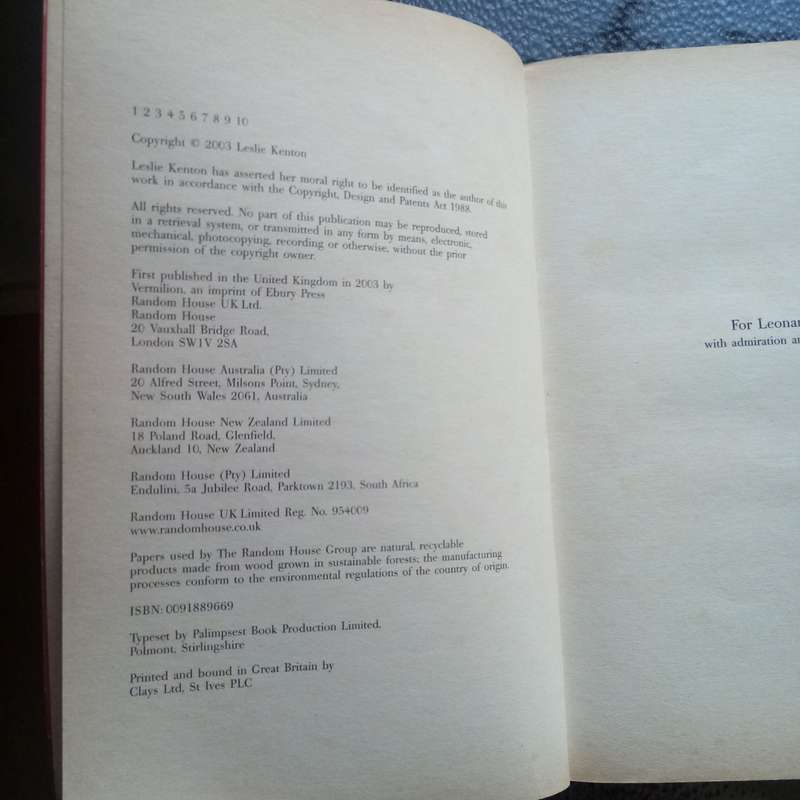 1 2 3 4 5 6 7 8 9 10
Copyright © 2003 Leslie Kenton
Leslie Kenton has asserted her moral right to be identified as the author of this
work in accordance with the Copyright, Design and Patents Act 1988.
All rights reserved. No part of this publication may be reproduced, stored
in a retrieval system, or transmitted in any form by means, electronic,
mechanical, photocopying, recording or otherwise, without the prior
permission of the copyright owner.
First published in the United Kingdom in 2003 by
Vermilion, an imprint of Ebury Press
Random House UK Ltd.
Random House
20 Vauxhall Bridge Road,
London SW1V 2SA
Random House Australia (Pty) Limited
20 Alfred Street, Milsons Point, Sydney,
New South Wales 2061, Australia
Random House New Zealand Limited
18 Poland Road, Glenfield,
Auckland 10, New Zealand
Random House (Pty) Limited
Endulini, 5a Jubilee Road, Parktown 2193, South Africa
Random House UK Limited Reg. No. 954009
www.randomhouse.co.uk
Papers used by The Random House Group are natural, recyclable
products made from wood grown in sustainable forests; the manufacturing
processes conform to the environmental regulations of the country of origin.
ISBN: 0091889669
Typeset by Palimpsest Book Production Limited,
Polmont, Stirlingshire
Printed and bound in Great Britain by
Clays Ltd, St Ives PLC
For
with admiration